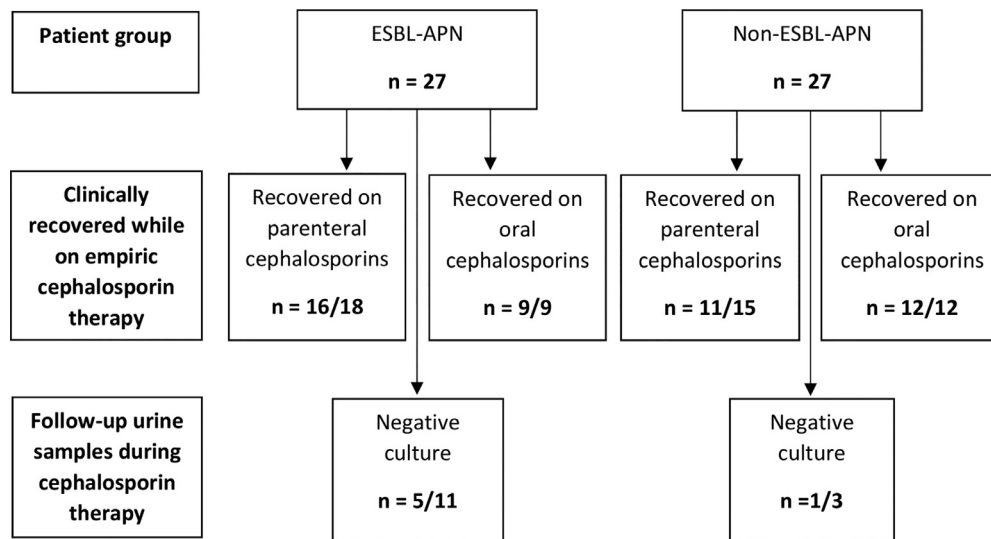 Patient group
ESBL-APN
n = 27
Non-ESBL-APN
n = 27
Clinically
recovered while
on empiric
cephalosporin
therapy
Recovered on
parenteral
cephalosporins
n = 16/18
Recovered on
oral
cephalosporins
n = 9/9
Recovered on
parenteral
cephalosporins
n = 11/15
Recovered on
oral
cephalosporins
n = 12/12
Follow-up urine
samples during
cephalosporin
therapy
Negative
culture
n = 5/11
Negative
culture
n =1/3